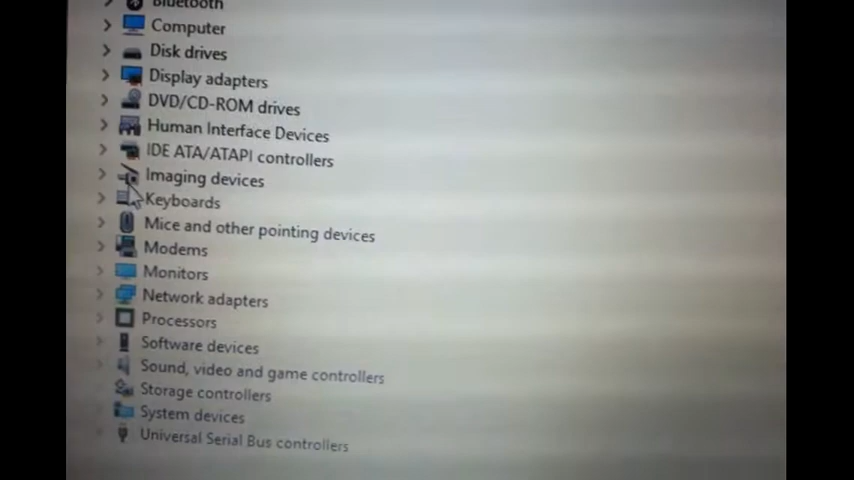 Bluetooth
Computer
Disk drives
Display adapters
DVD/CD-ROM drives
Human Interface Devices
IDE ATA/ATAPI controllers
Imaging devices
Keyboards
Mice and other pointing devices
Modems
Monitors
Network adapters
Processors
Software devices
Sound, video and game controllers
Storage controllers
System devices
Universal Serial Bus controllers